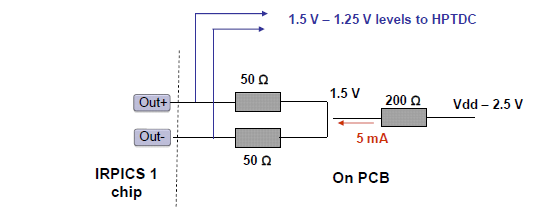 1.5 V – 1.25 V levels to HPTDC
50 Ω
1.5 V
200 Ω
Vdd – 2.5 V
Out+
Out-
5 mA
50 Ω
IRPICS 1
chip
On PCB